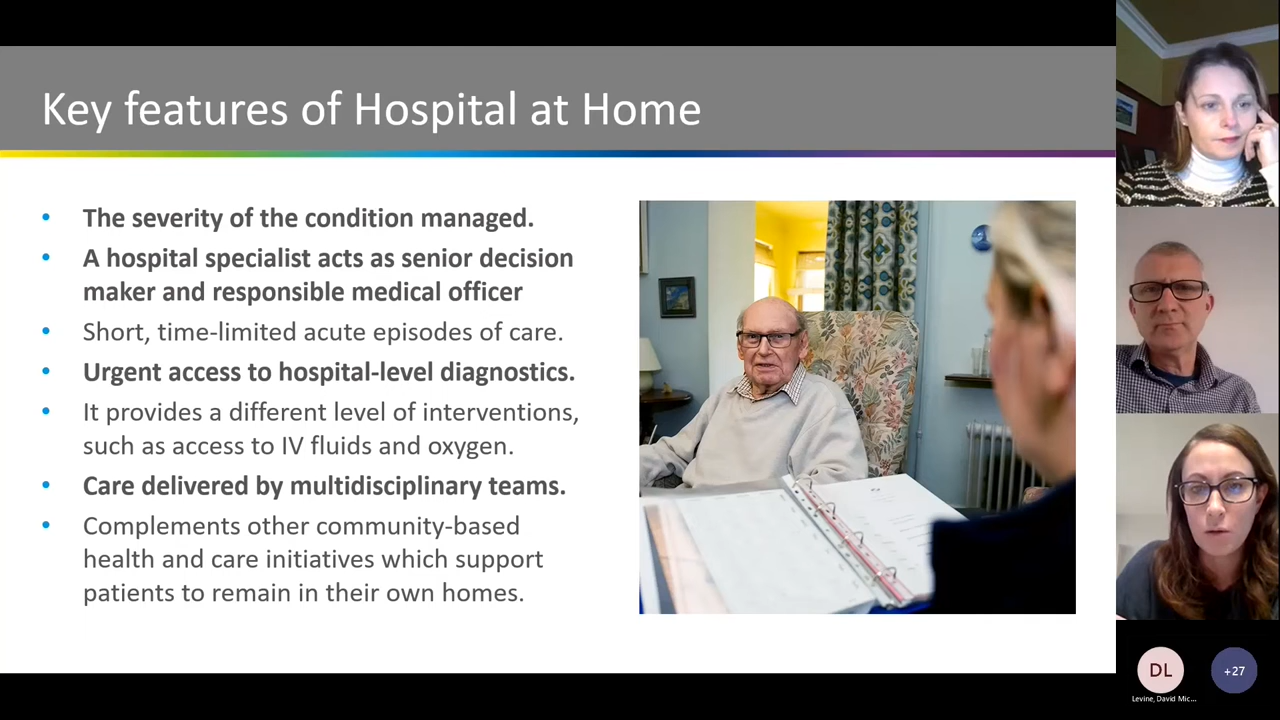 Key features of Hospital at Home
• The severity of the condition managed.
• A hospital specialist acts as senior decision
maker and responsible medical officer
• Short, time-limited acute episodes of care.
• Urgent access to hospital-level diagnostics.
• It provides a different level of interventions,
such as access to IV fluids and oxygen.
• Care delivered by multidisciplinary teams.
• Complements other community-based
health and care initiatives which support
patients to remain in their own homes.
DL
+27
Levine, David Mic...